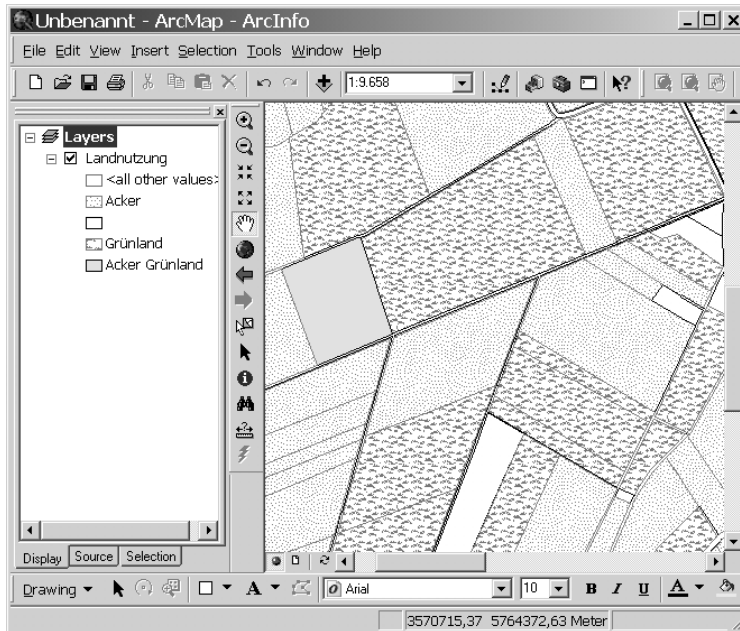 Unbenannt - ArcMap - ArcInfo
File Edit View Insert Selection Tools Window Help
1:9.658
Layers
Landnutzung
<all other values>
Acker
Grünland
Acker Grünland
Display Source Selection
Drawing A Arial 10 B I U A
3570715,37 5764372,63 Meter